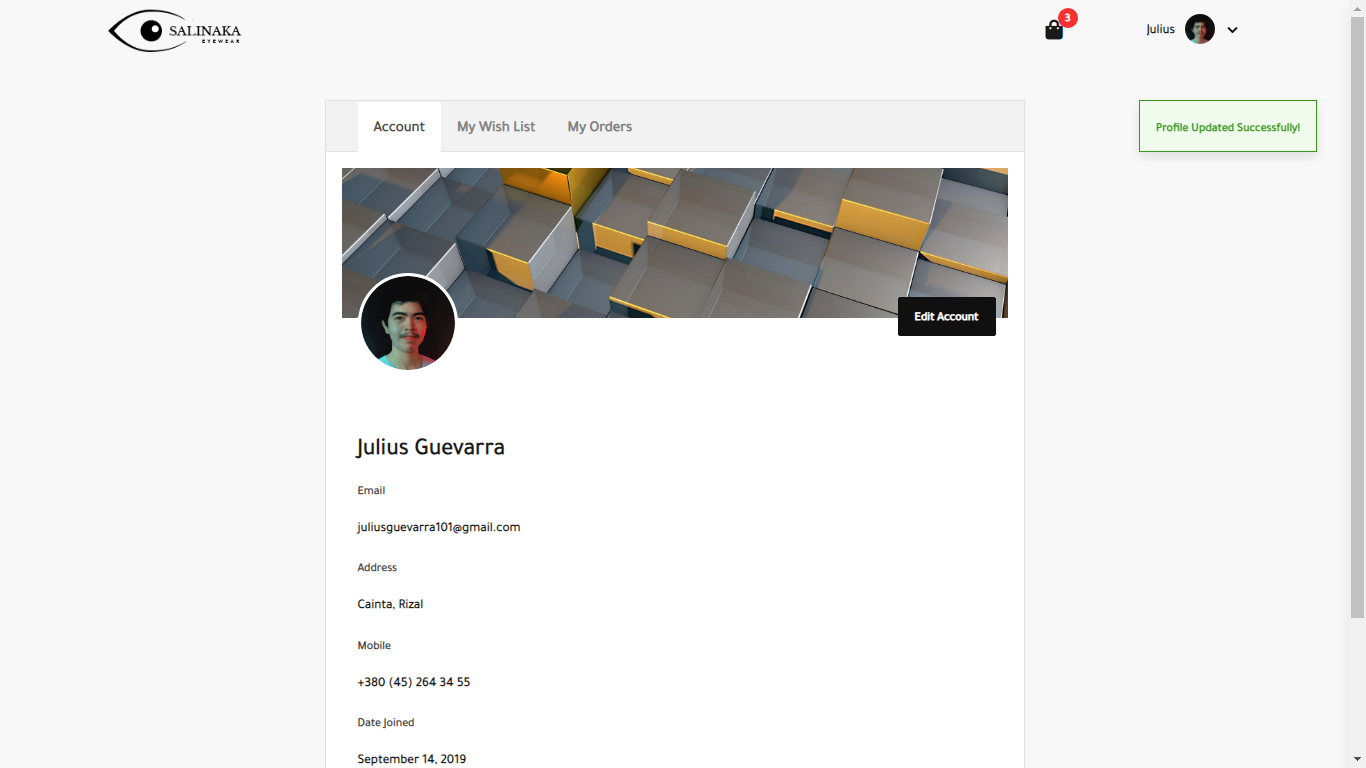 SALINAKA
EYEWEAR
3
Julius
Account
My Wish List
My Orders
Profile Updated Successfully!
Edit Account
Julius Guevarra
Email
juliusguevarra101@gmail.com
Address
Cainta, Rizal
Mobile
+380 (45) 264 34 55
Date Joined
September 14, 2019